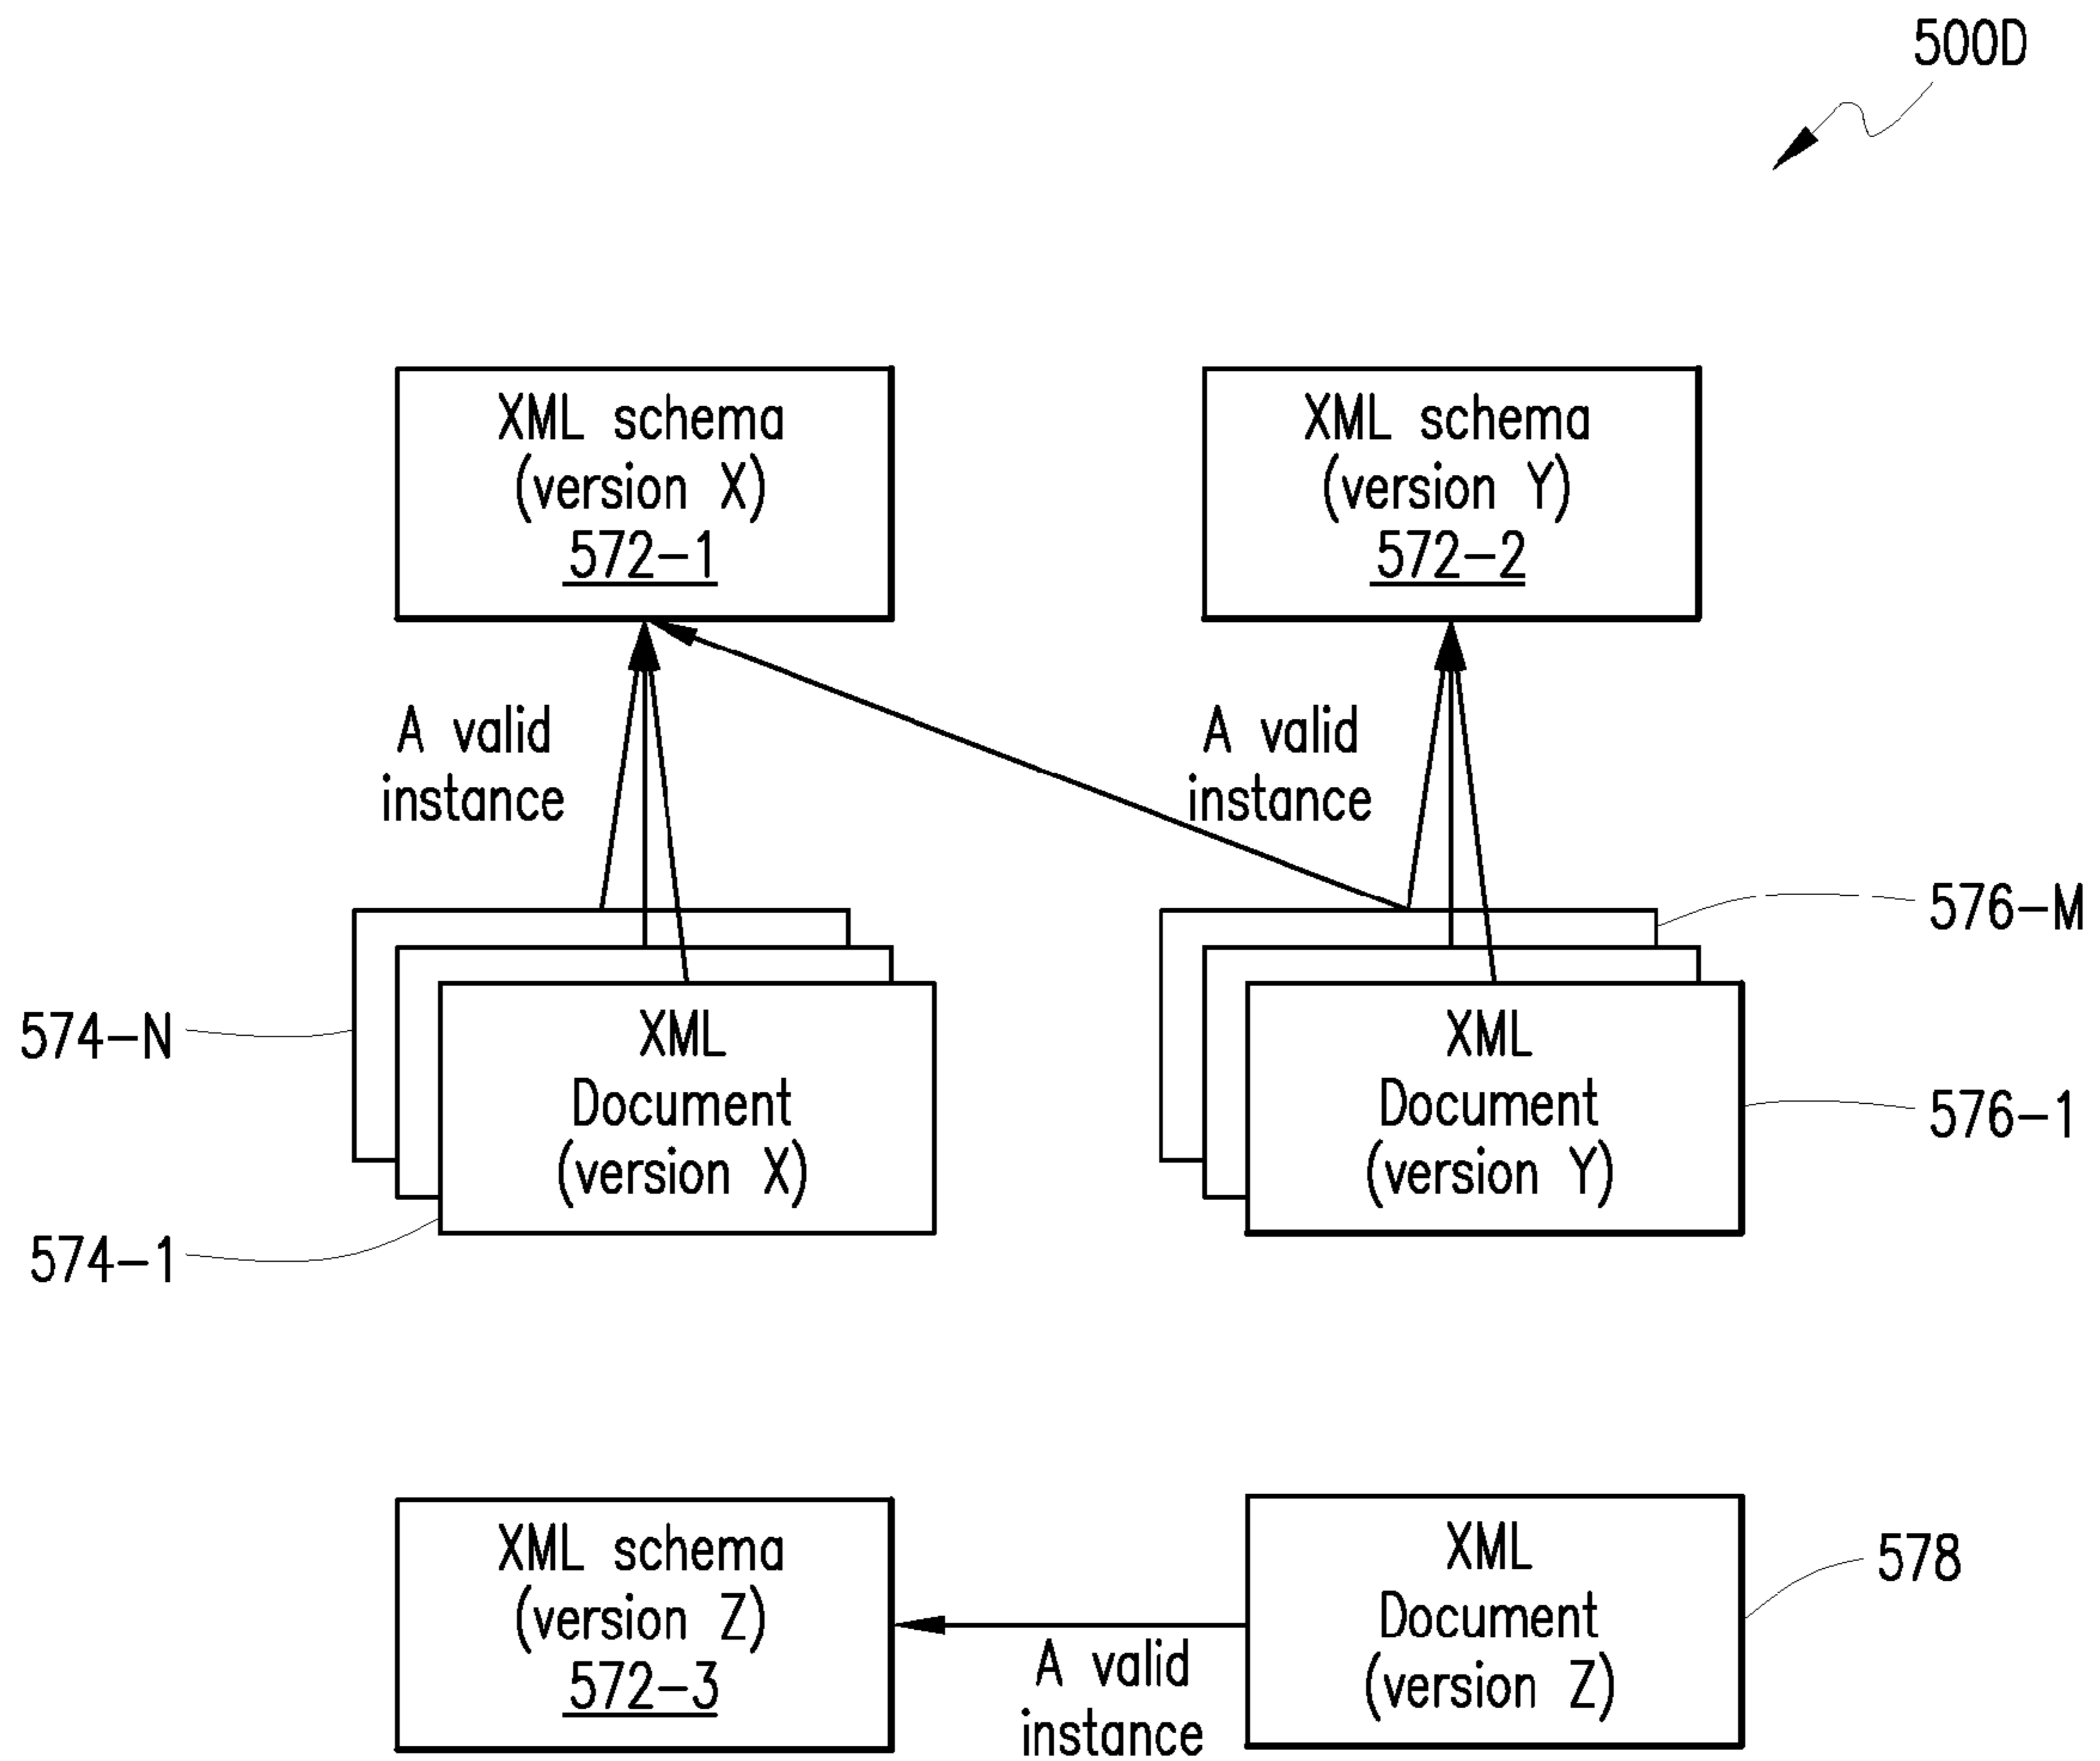 500D
XML schema
(version X)
572-1
XML schema
(version Y)
572-2
A valid
instance
A valid
instance
576-M
574-N
XML
Document
(version X)
XML
Document
(version Y)
576-1
574-1
XML schema
(version Z)
572-3
XML
Document
(version Z)
578
A valid
instance